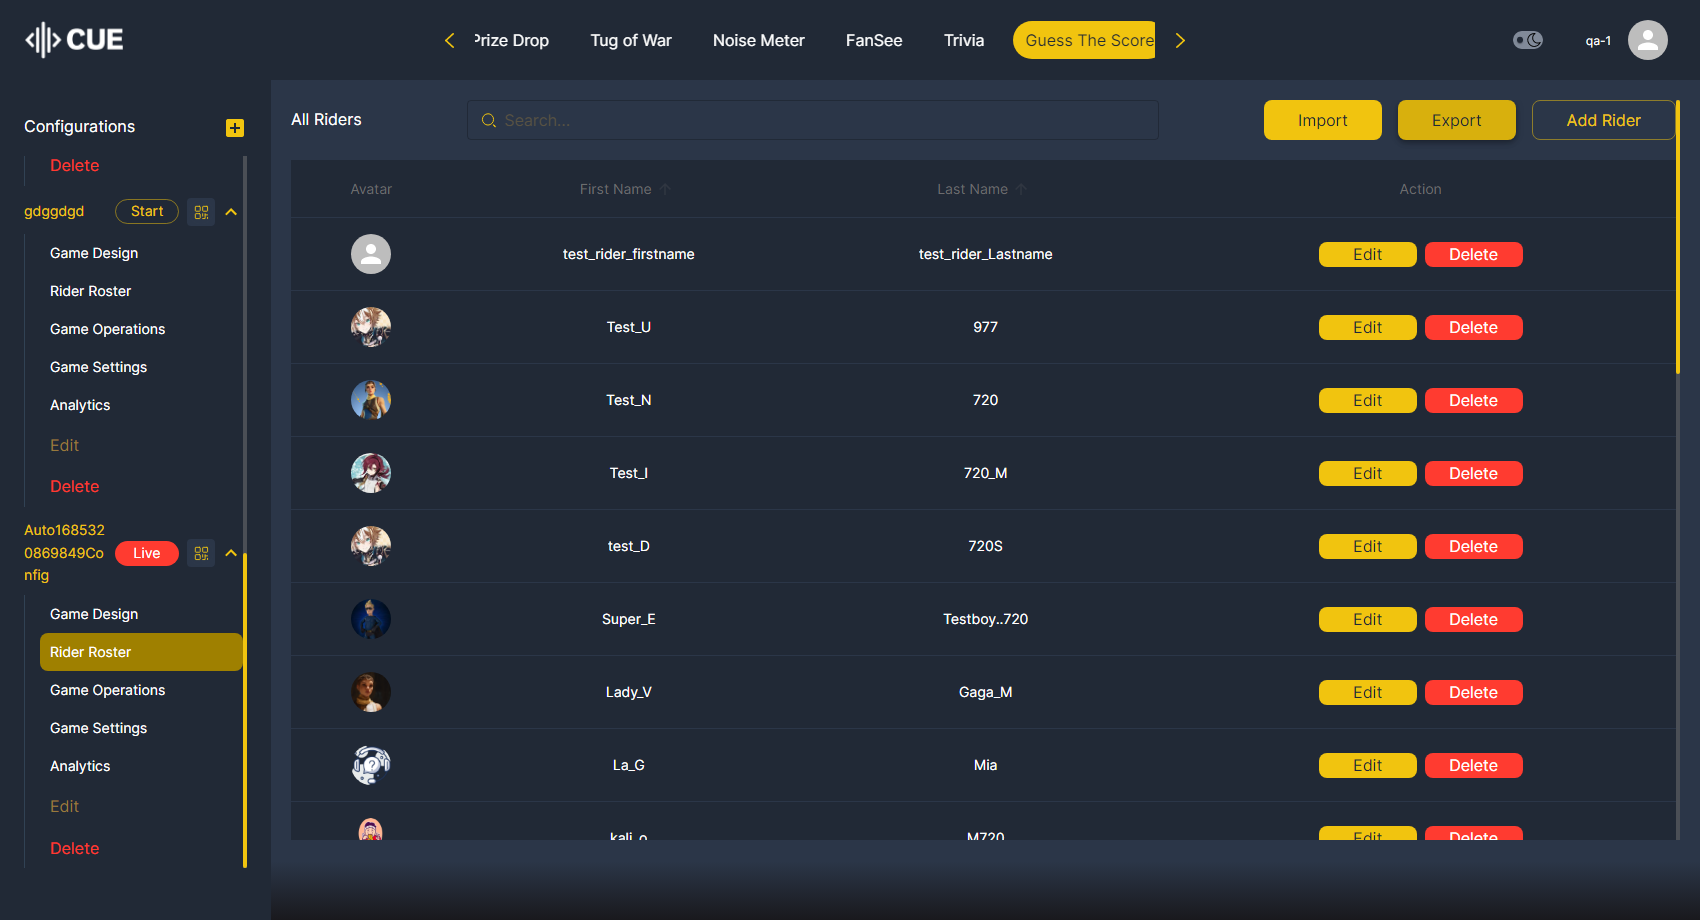 CUE
Prize Drop
Tug of War
Noise Meter
FanSee
Trivia
Guess The Score
qa-1
Configurations
Delete
gdggdgd
Start
Game Design
Rider Roster
Game Operations
Game Settings
Analytics
Edit
Delete
Auto168532
0869849Co
nfig
Live
Game Design
Rider Roster
Game Operations
Game Settings
Analytics
Edit
Delete
All Riders
Search...
Import
Export
Add Rider
Avatar First Name Last Name Action
test_rider_firstname test_rider_Lastname Edit Delete
Test_U 977 Edit Delete
Test_N 720 Edit Delete
Test_I 720_M Edit Delete
test_D 720S Edit Delete
Super_E Testboy..720 Edit Delete
Lady_V Gaga_M Edit Delete
La_G Mia Edit Delete
kali_o M720 Edit Delete